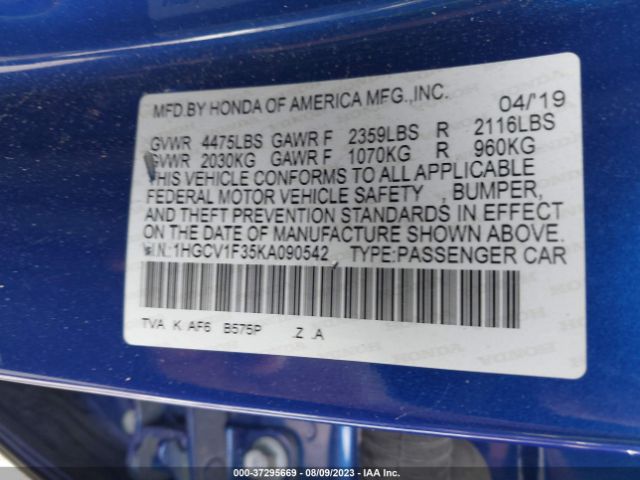 MFD.BY HONDA OF AMERICA MFG.,INC. 04/'19
GVWR 4475LBS GAWR F 2359LBS R 2116LBS
GVWR 2030KG GAWR F 1070KG R 960KG
THIS VEHICLE CONFORMS TO ALL APPLICABLE
FEDERAL MOTOR VEHICLE SAFETY , BUMPER,
AND THEFT PREVENTION STANDARDS IN EFFECT
ON THE DATE OF MANUFACTURE SHOWN ABOVE.
V.I.N.:1HGCV1F35KA090542, TYPE:PASSENGER CAR
TVA K AF6 B575P .Z .A
000-37295669 - 08/09/2023 - IAA Inc.